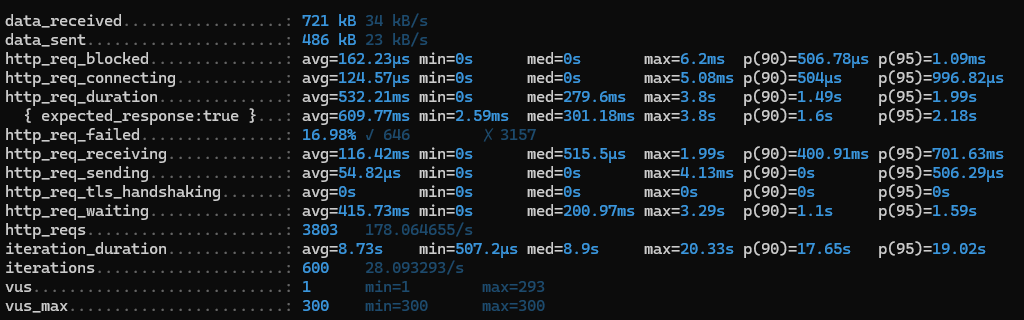 data_received..................: 721 kB 34 kB/s
data_sent......................: 486 kB 23 kB/s
http_req_blocked...............: avg=162.23µs min=0s      med=0s       max=6.2ms  p(90)=506.78µs p(95)=1.09ms
http_req_connecting............: avg=124.57µs min=0s      med=0s       max=5.08ms p(90)=504µs    p(95)=996.82µs
http_req_duration..............: avg=532.21ms min=0s      med=279.6ms  max=3.8s   p(90)=1.49s    p(95)=1.99s
  { expected_response:true }...: avg=609.77ms min=2.59ms  med=301.18ms max=3.8s   p(90)=1.6s     p(95)=2.18s
http_req_failed................: 16.98% ✓ 646        ✗ 3157
http_req_receiving.............: avg=116.42ms min=0s      med=515.5µs  max=1.99s  p(90)=400.91ms p(95)=701.63ms
http_req_sending...............: avg=54.82µs  min=0s      med=0s       max=4.13ms p(90)=0s       p(95)=506.29µs
http_req_tls_handshaking.......: avg=0s       min=0s      med=0s       max=0s     p(90)=0s       p(95)=0s
http_req_waiting...............: avg=415.73ms min=0s      med=200.97ms max=3.29s  p(90)=1.1s     p(95)=1.59s
http_reqs......................: 3803   178.064655/s
iteration_duration.............: avg=8.73s    min=507.2µs med=8.9s     max=20.33s p(90)=17.65s   p(95)=19.02s
iterations.....................: 600    28.093293/s
vus............................: 1      min=1        max=293
vus_max........................: 300    min=300      max=300